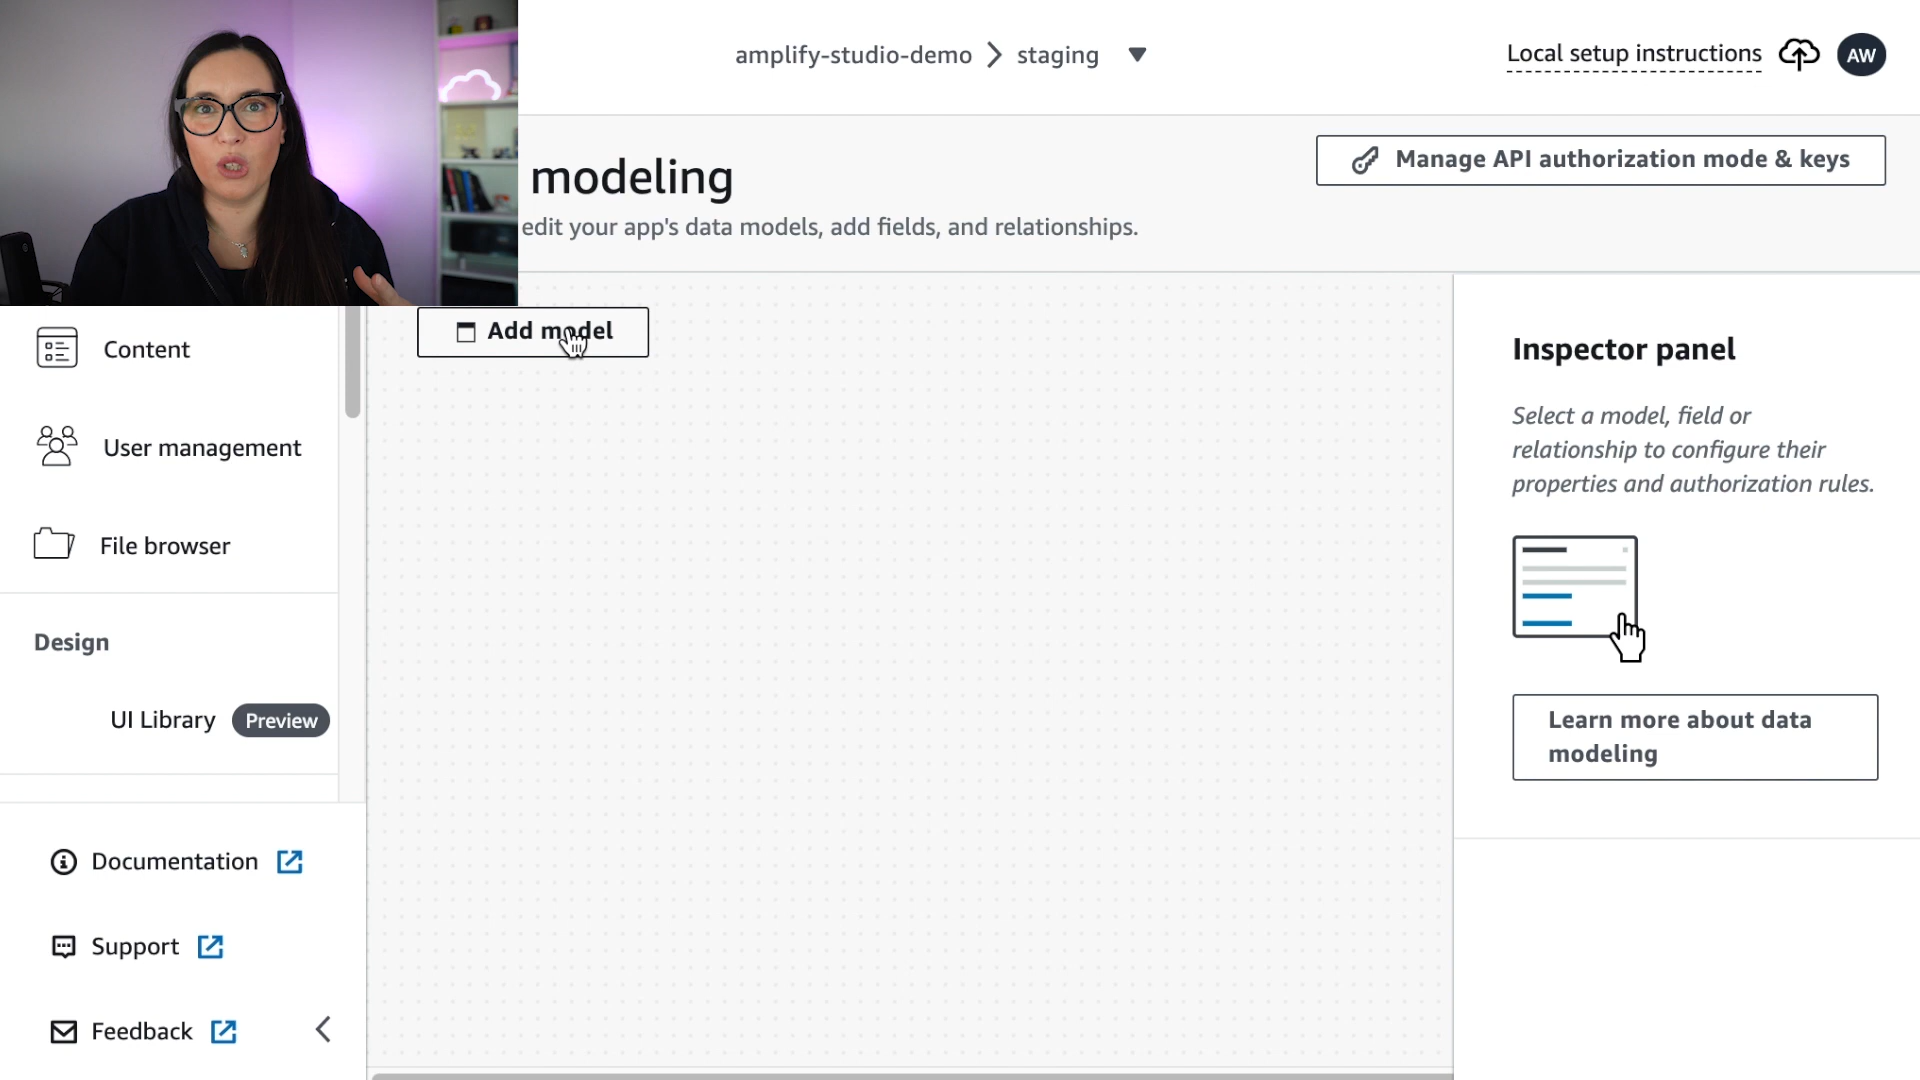 amplify-studio-demo > staging
Local setup instructions
AW
modeling
Manage API authorization mode & keys
edit your app's data models, add fields, and relationships.
Add model
Content
User management
File browser
Design
UI Library Preview
Documentation
Support
Feedback
Inspector panel
Select a model, field or
relationship to configure their
properties and authorization rules.
Learn more about data
modeling